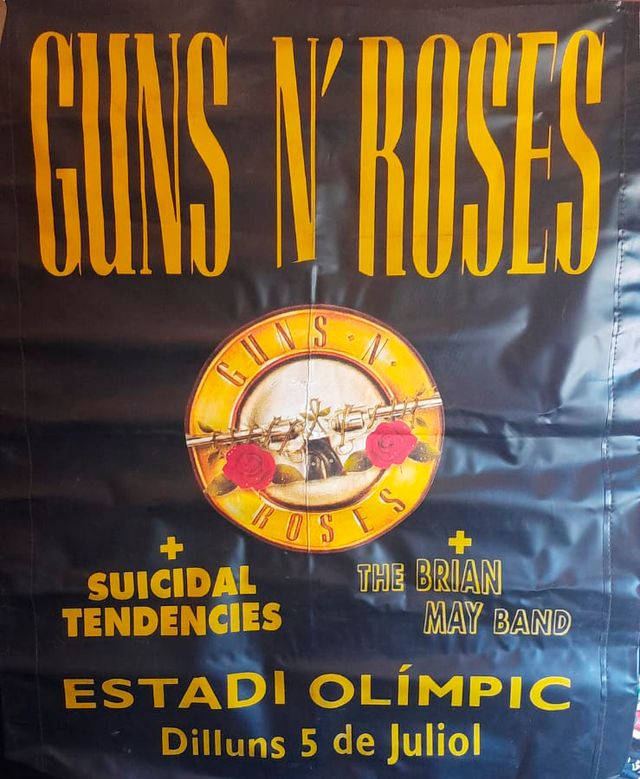 GUNS N' ROSES
GUNS · N ·
ROSES
+
SUICIDAL
TENDENCIES
+
THE BRIAN
MAY BAND
ESTADI OLÍMPIC
Dilluns 5 de Juliol